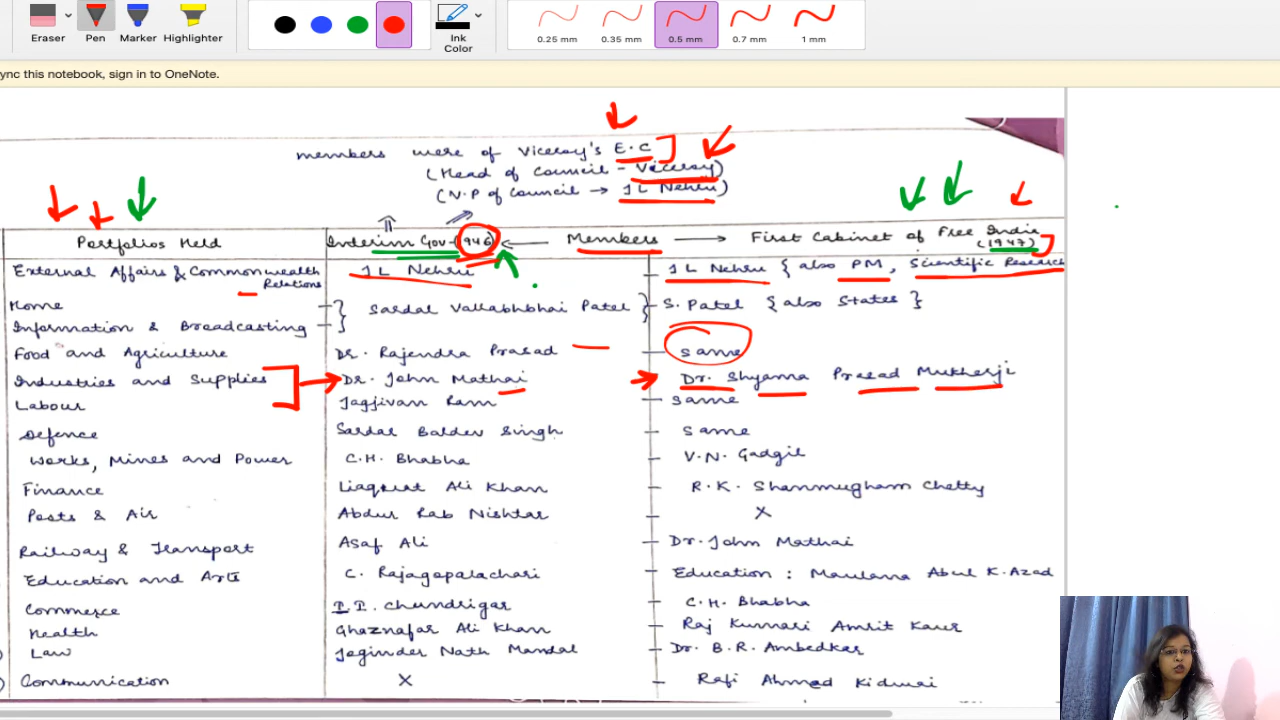 Eraser Pen Marker Highlighter Ink Color 0.25 mm 0.35 mm 0.5 mm 0.7 mm 1 mm
ync this notebook, sign in to OneNote.
members were of Viceroy's E.C
(Head of Council - Viceroy)
(V.P of Council → JL Nehru)
Portfolios Held Interim Gov-(1946) ← Members → First Cabinet of Free India (1947)
External Affairs & Commonwealth Relations JL Nehru JL Nehru { also PM, Scientific Research
Home Sardar Vallabhbhai Patel S. Patel { also States }
Information & Broadcasting
Food and Agriculture Dr. Rajendra Prasad same
Industries and Supplies Dr. John Mathai Dr. Shyama Prasad Mukherji
Labour Jagjivan Ram same
Defence Sardar Baldev Singh same
Works, Mines and Power C.H. Bhabha V.N. Gadgil
Finance Liaquat Ali Khan R.K. Shanmugham Chetty
Posts & Air Abdur Rab Nishtar X
Railway & Transport Asaf Ali Dr. John Mathai
Education and Arts C. Rajagopalachari Education : Maulana Abul K. Azad
Commerce I.I. Chundrigar C.H. Bhabha
Health Ghaznafar Ali Khan Raj Kumari Amrit Kaur
Law Joginder Nath Mandal Dr. B.R. Ambedkar
Communication X Rafi Ahmed Kidwai